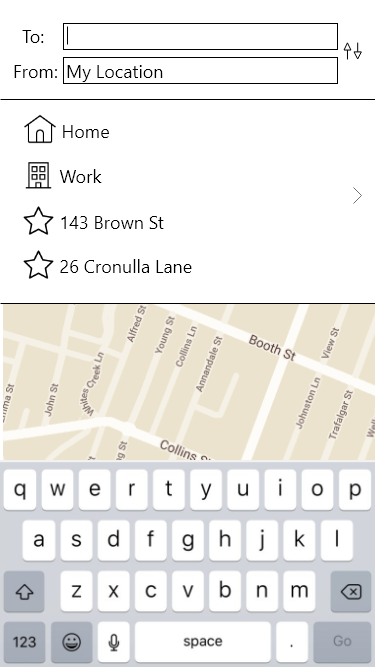 To:
From: My Location
Home
Work
143 Brown St
26 Cronulla Lane
Alfred St
Young St
Collins Ln
Annandale St
Booth St
View St
Whites Creek Ln
John St
Johnston Ln
Trafalgar St
Collins
q w e r t y u i o p
a s d f g h j k l
z x c v b n m
123 space . Go